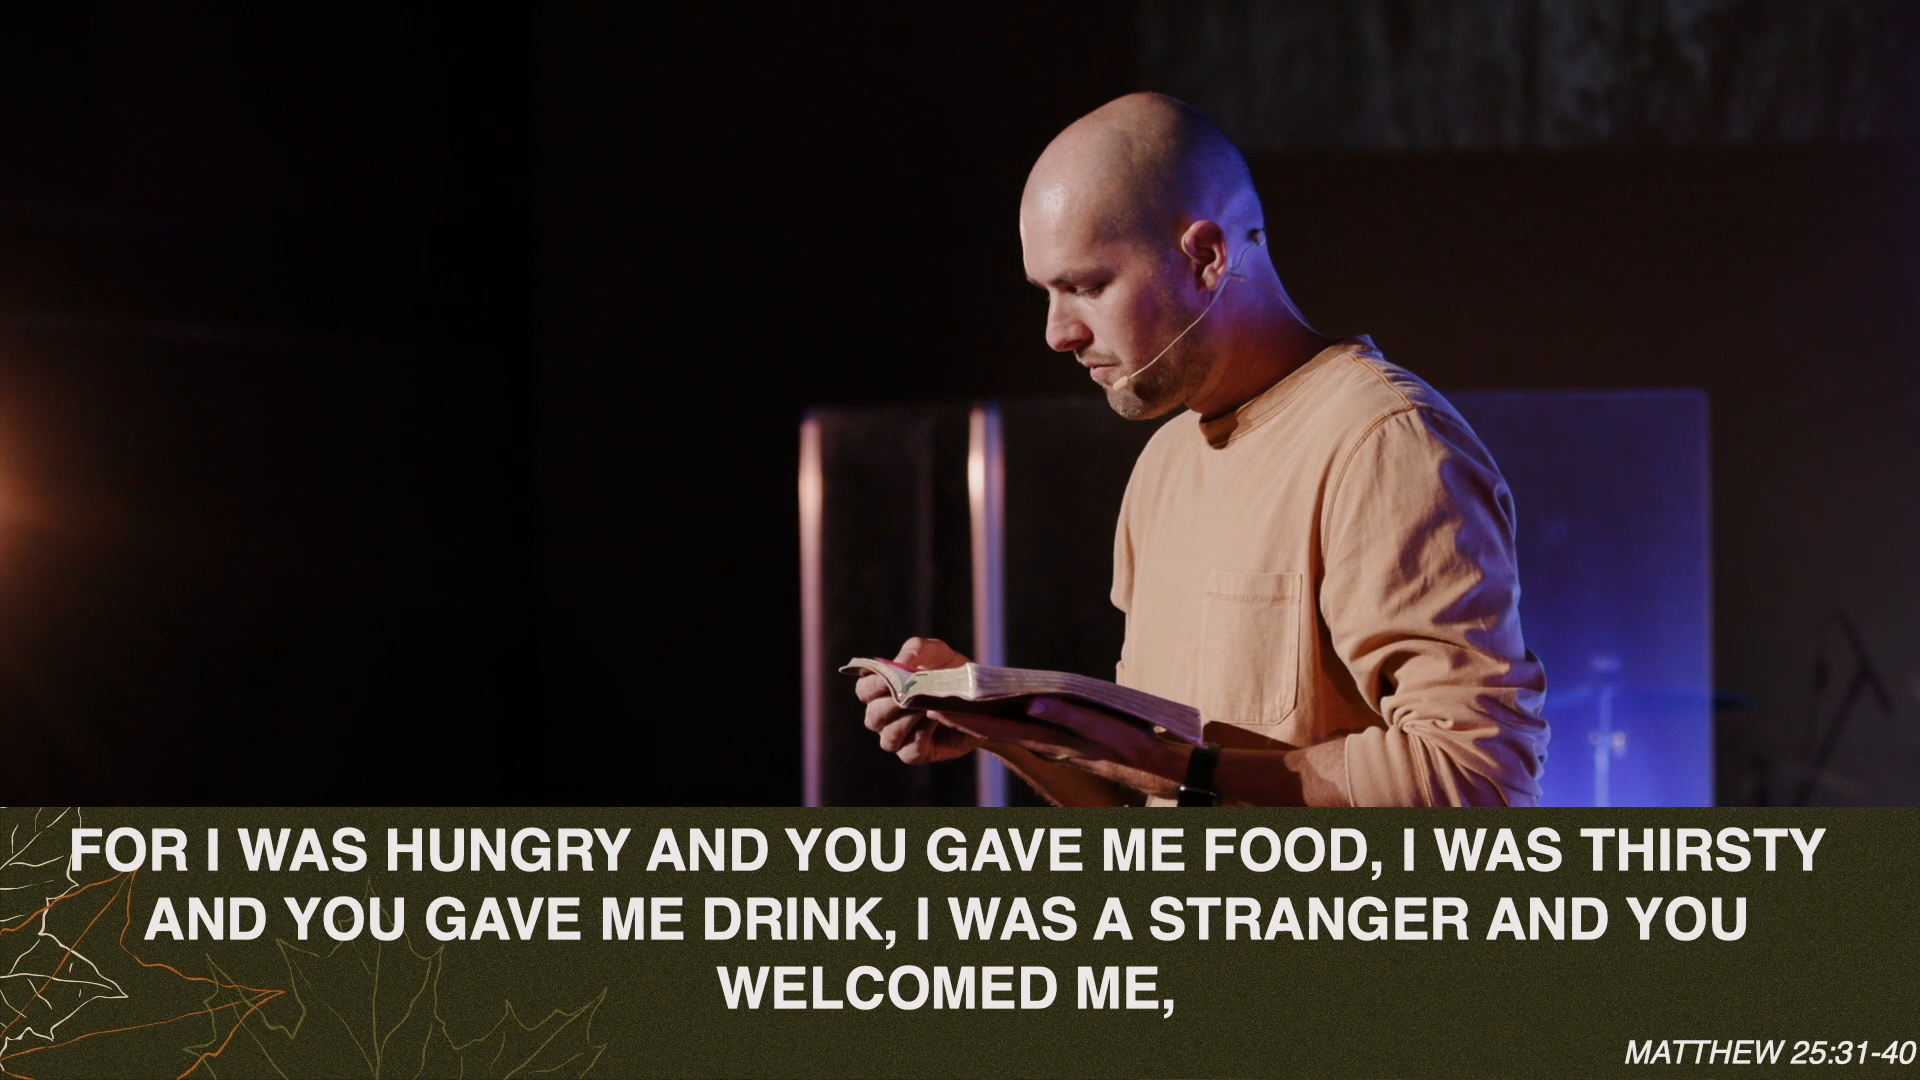 FOR I WAS HUNGRY AND YOU GAVE ME FOOD, I WAS THIRSTY
AND YOU GAVE ME DRINK, I WAS A STRANGER AND YOU
WELCOMED ME,
MATTHEW 25:31-40